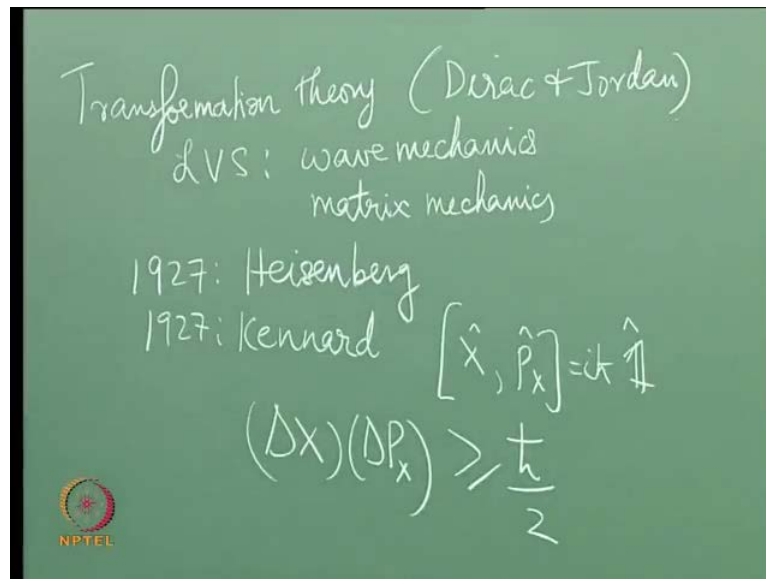 Transformation theory (Dirac & Jordan)
LVS: wave mechanics
matrix mechanics
1927: Heisenberg
1927: Kennard [x̂, p̂x] = iħ 𝟙̂
(Δx)(Δpx) ≥ ħ/2
NPTEL